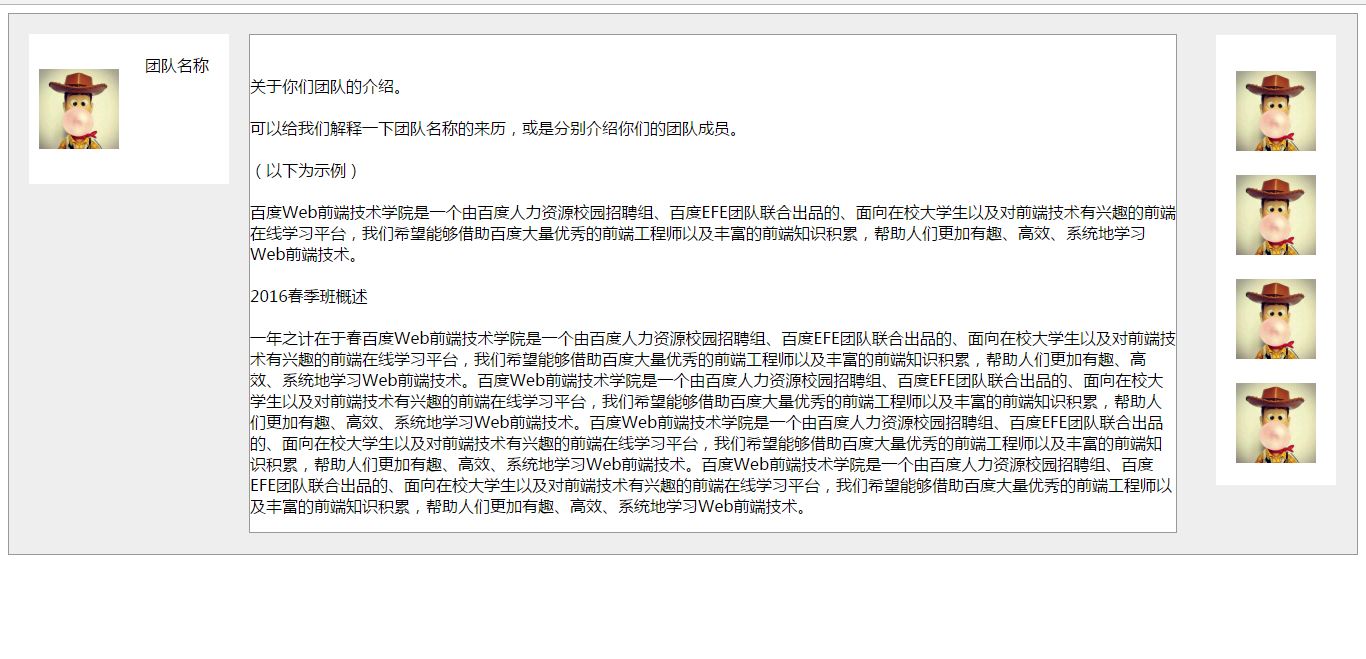 团队名称
关于你们团队的介绍。
可以给我们解释一下团队名称的来历，或是分别介绍你们的团队成员。
（以下为示例）
百度Web前端技术学院是一个由百度人力资源校园招聘组、百度EFE团队联合出品的、面向在校大学生以及对前端技术有兴趣的前端
在线学习平台，我们希望能够借助百度大量优秀的前端工程师以及丰富的前端知识积累，帮助人们更加有趣、高效、系统地学习
Web前端技术。
2016春季班概述
一年之计在于春百度Web前端技术学院是一个由百度人力资源校园招聘组、百度EFE团队联合出品的、面向在校大学生以及对前端技
术有兴趣的前端在线学习平台，我们希望能够借助百度大量优秀的前端工程师以及丰富的前端知识积累，帮助人们更加有趣、高
效、系统地学习Web前端技术。百度Web前端技术学院是一个由百度人力资源校园招聘组、百度EFE团队联合出品的、面向在校大
学生以及对前端技术有兴趣的前端在线学习平台，我们希望能够借助百度大量优秀的前端工程师以及丰富的前端知识积累，帮助人
们更加有趣、高效、系统地学习Web前端技术。百度Web前端技术学院是一个由百度人力资源校园招聘组、百度EFE团队联合出品
的、面向在校大学生以及对前端技术有兴趣的前端在线学习平台，我们希望能够借助百度大量优秀的前端工程师以及丰富的前端知
识积累，帮助人们更加有趣、高效、系统地学习Web前端技术。百度Web前端技术学院是一个由百度人力资源校园招聘组、百度
EFE团队联合出品的、面向在校大学生以及对前端技术有兴趣的前端在线学习平台，我们希望能够借助百度大量优秀的前端工程师以
及丰富的前端知识积累，帮助人们更加有趣、高效、系统地学习Web前端技术。